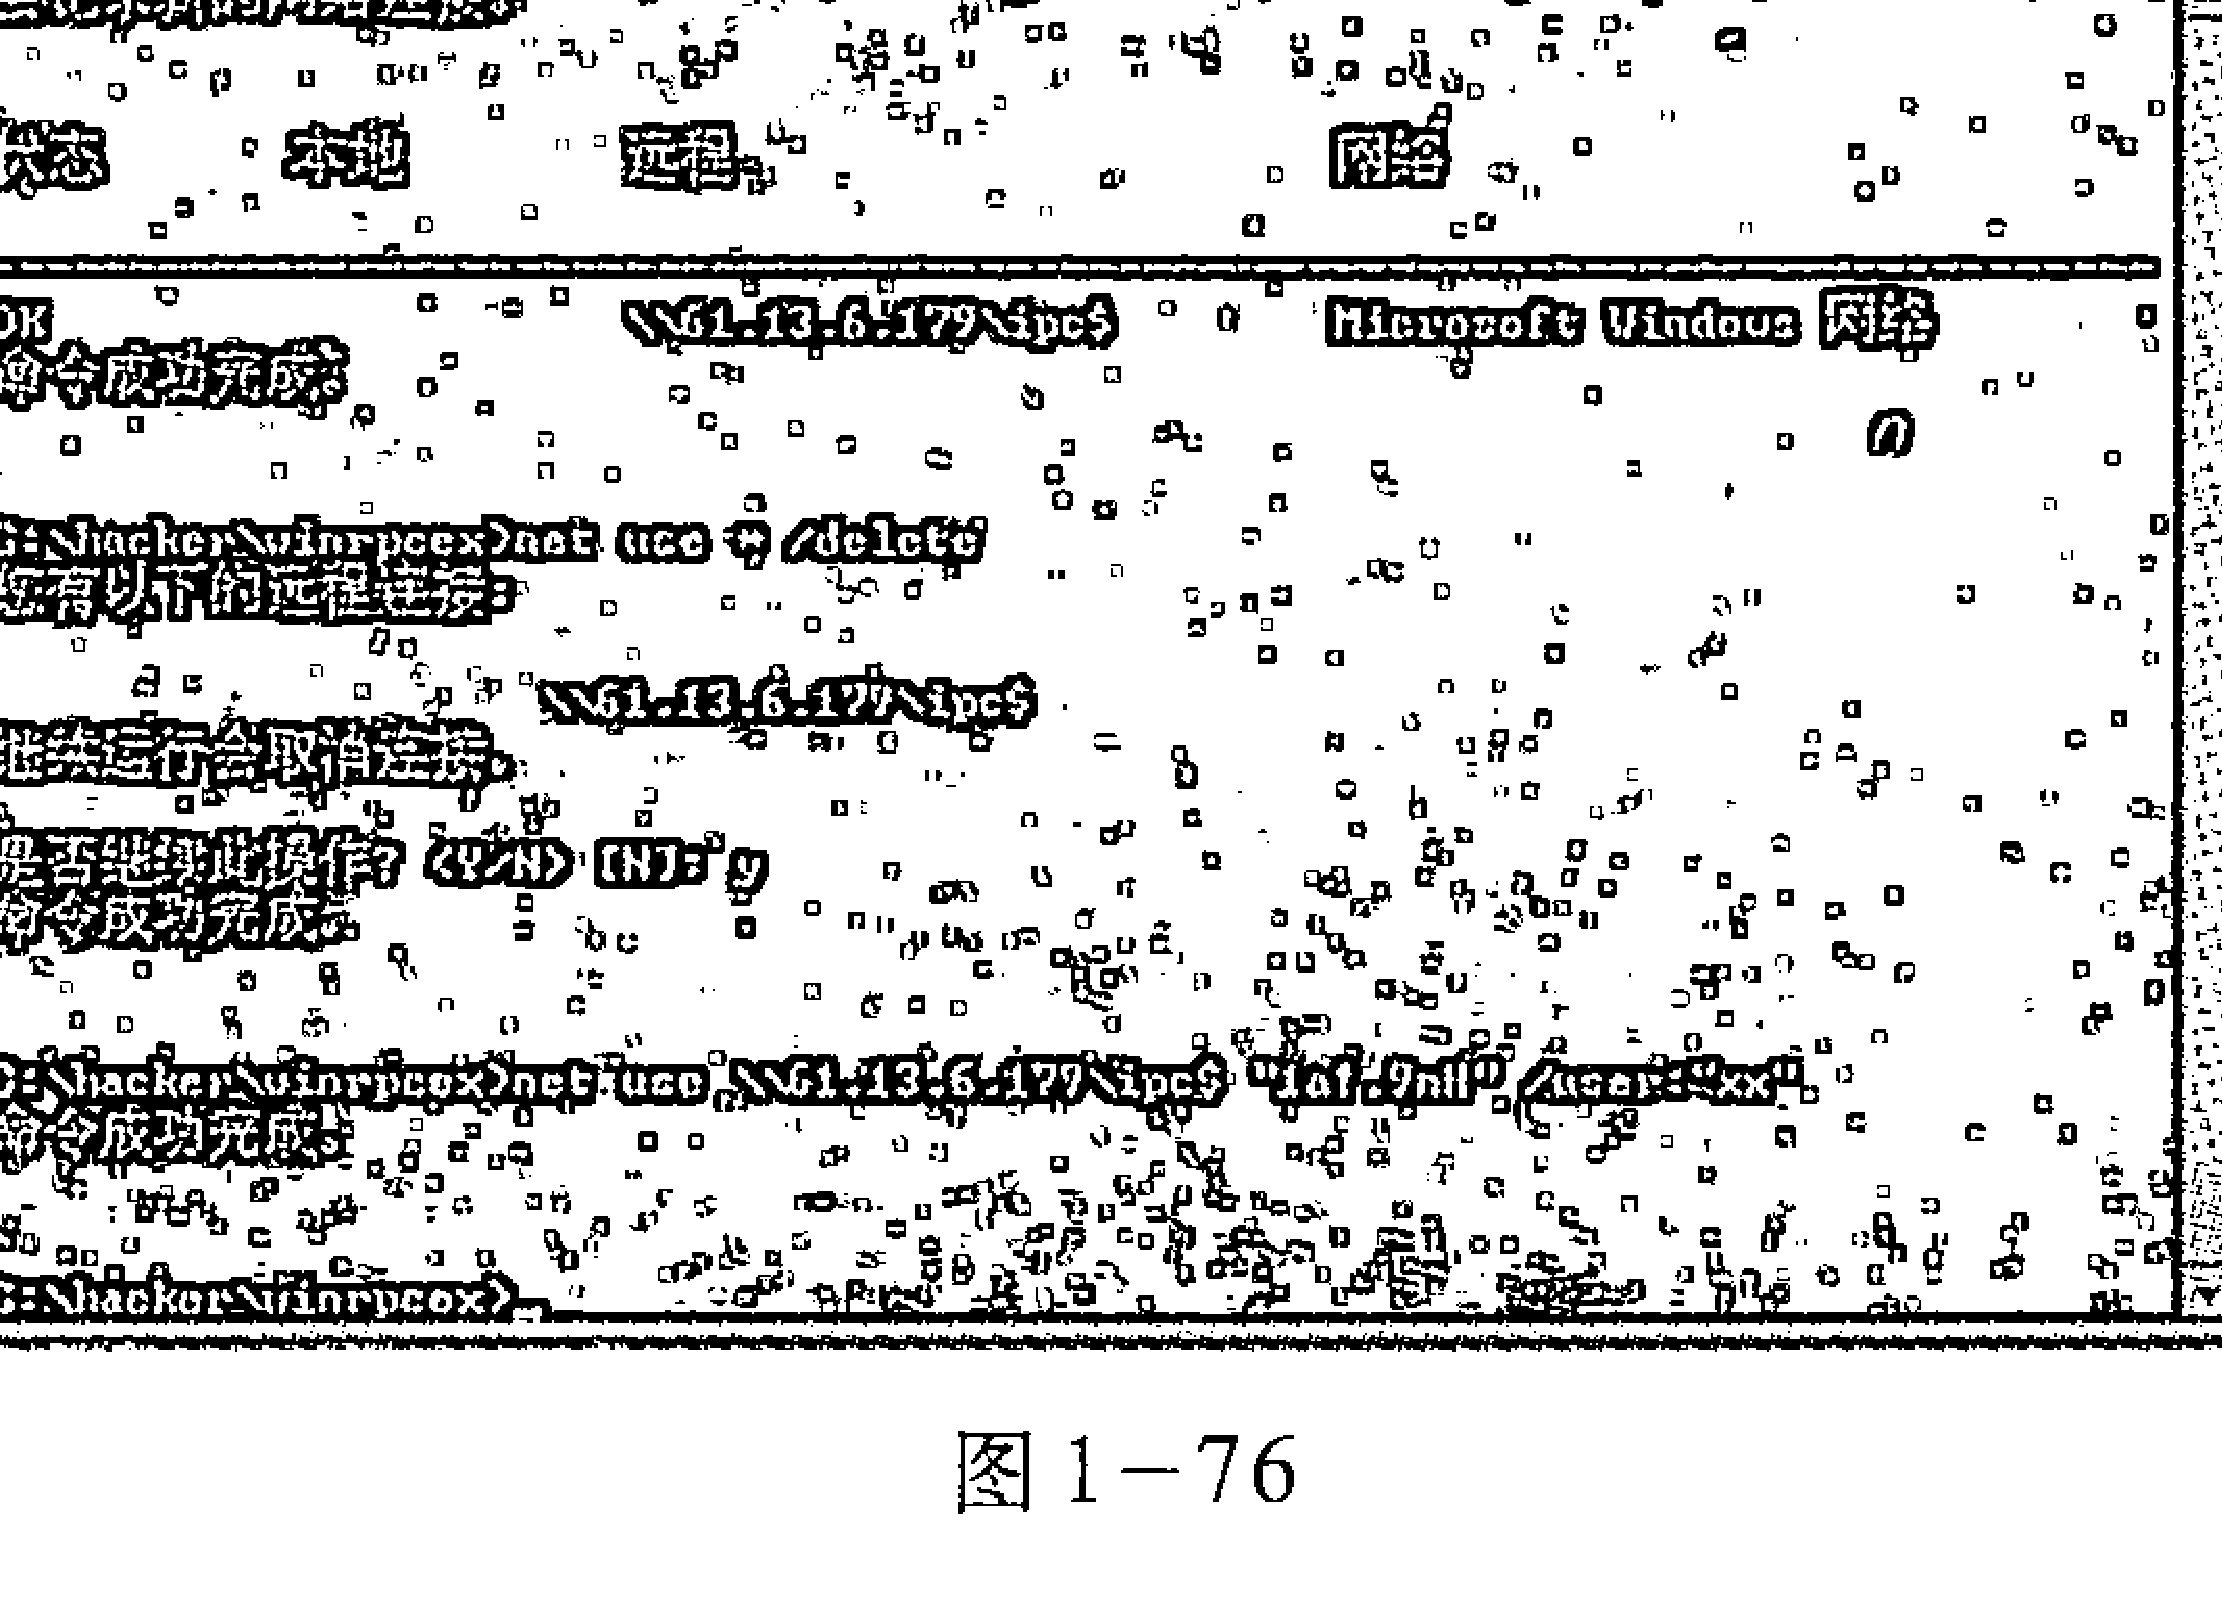 状态 本地 远程 网络
OK \\61.13.6.179\ipc$ Microsoft Windows 网络
命令成功完成。
C:\hacker\winrpcex>net use * /delete
您有以下的远程连接:
\\61.13.6.179\ipc$
继续运行会取消连接。
是否继续此操作? (Y/N) [N]: y
命令成功完成。
C:\hacker\winrpcex>net use \\61.13.6.179\ipc$ /user:"xx"
命令成功完成。
C:\hacker\winrpcex>_
图1-76